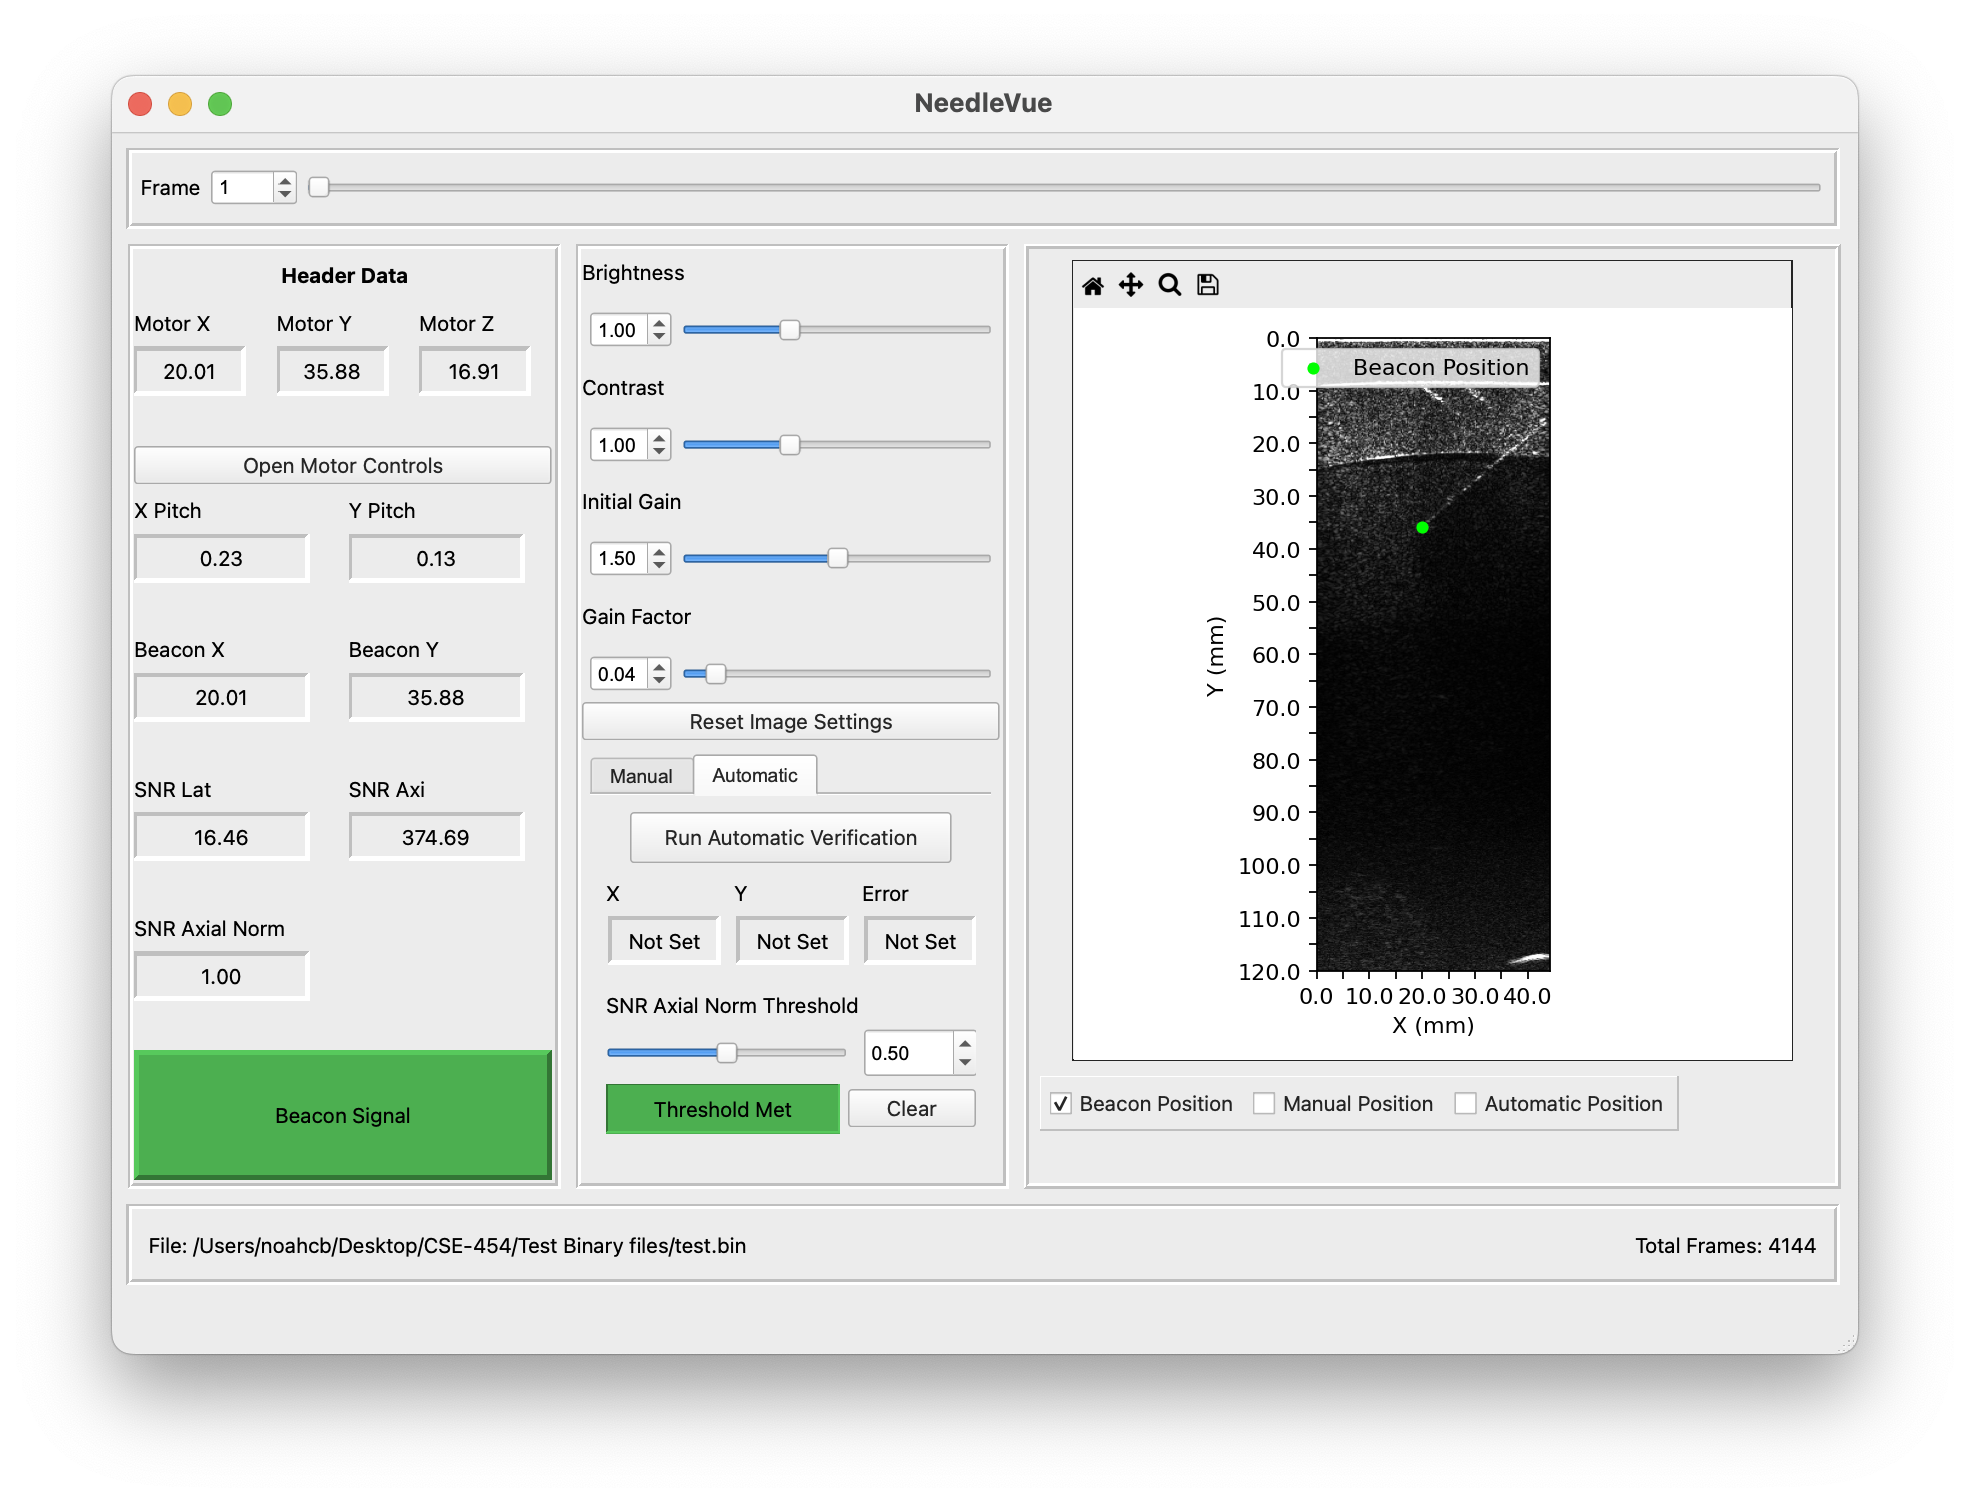 NeedleVue
Frame 1
Header Data
Motor X Motor Y Motor Z
20.01 35.88 16.91
Open Motor Controls
X Pitch Y Pitch
0.23 0.13
Beacon X Beacon Y
20.01 35.88
SNR Lat SNR Axi
16.46 374.69
SNR Axial Norm
1.00
Beacon Signal
Brightness
1.00
Contrast
1.00
Initial Gain
1.50
Gain Factor
0.04
Reset Image Settings
Manual Automatic
Run Automatic Verification
X Y Error
Not Set Not Set Not Set
SNR Axial Norm Threshold
0.50
Threshold Met Clear
Beacon Position
0.0
10.0
20.0
30.0
40.0
50.0
60.0
70.0
80.0
90.0
100.0
110.0
120.0
Y (mm)
0.0 10.0 20.0 30.0 40.0
X (mm)
Beacon Position Manual Position Automatic Position
File: /Users/noahcb/Desktop/CSE-454/Test Binary files/test.bin
Total Frames: 4144